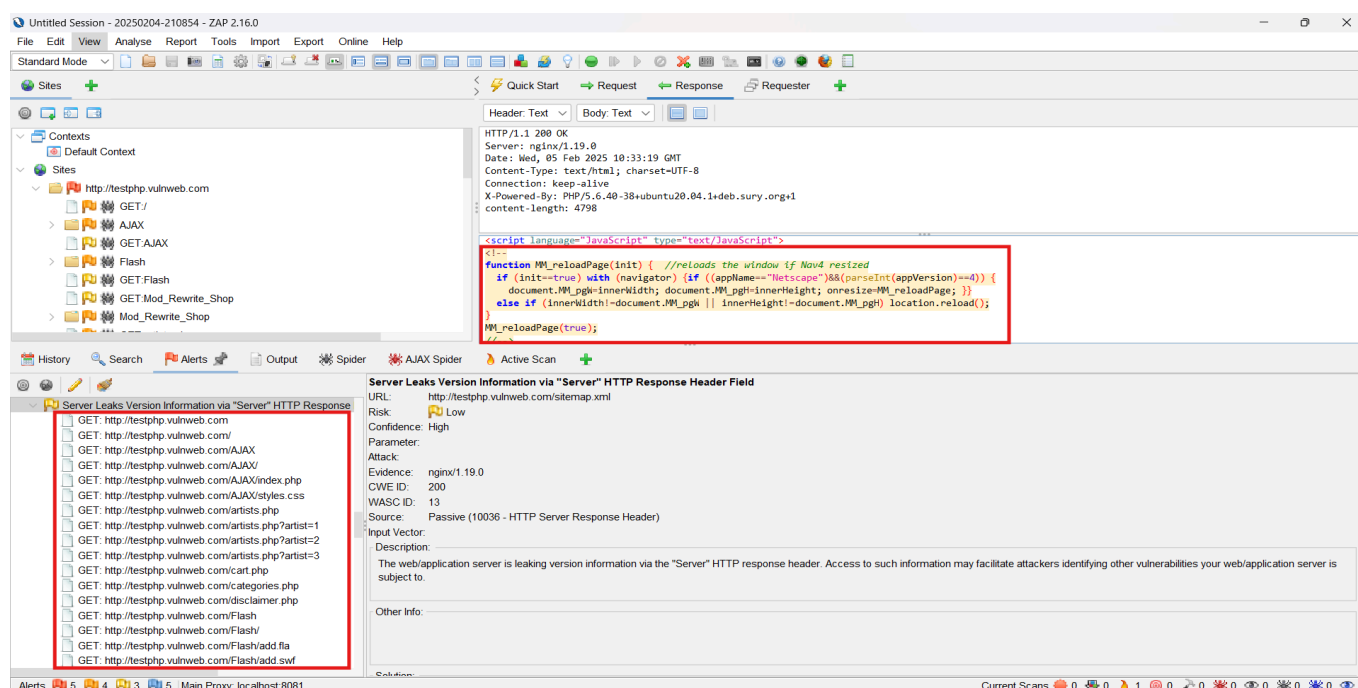 Untitled Session - 20250204-210854 - ZAP 2.16.0
File Edit View Analyse Report Tools Import Export Online Help
Standard Mode
Sites
Quick Start Request Response Requester
Header: Text Body: Text
Contexts
Default Context
Sites
http://testphp.vulnweb.com
GET:/
AJAX
GET:AJAX
Flash
GET:Flash
GET:Mod_Rewrite_Shop
Mod_Rewrite_Shop
HTTP/1.1 200 OK
Server: nginx/1.19.0
Date: Wed, 05 Feb 2025 10:33:19 GMT
Content-Type: text/html; charset=UTF-8
Connection: keep-alive
X-Powered-By: PHP/5.6.40-38+ubuntu20.04.1+deb.sury.org+1
content-length: 4798
<script language="JavaScript" type="text/JavaScript">
<!--
function MM_reloadPage(init) { //reloads the window if Nav4 resized
if (init==true) with (navigator) {if ((appName=="Netscape")&&(parseInt(appVersion)==4)) {
document.MM_pgW=innerWidth; document.MM_pgH=innerHeight; onresize=MM_reloadPage; }}
else if (innerWidth!=document.MM_pgW || innerHeight!=document.MM_pgH) location.reload();
}
MM_reloadPage(true);
//-->
History Search Alerts Output Spider AJAX Spider Active Scan
Server Leaks Version Information via "Server" HTTP Response
GET: http://testphp.vulnweb.com
GET: http://testphp.vulnweb.com/
GET: http://testphp.vulnweb.com/AJAX
GET: http://testphp.vulnweb.com/AJAX/
GET: http://testphp.vulnweb.com/AJAX/index.php
GET: http://testphp.vulnweb.com/AJAX/styles.css
GET: http://testphp.vulnweb.com/artists.php
GET: http://testphp.vulnweb.com/artists.php?artist=1
GET: http://testphp.vulnweb.com/artists.php?artist=2
GET: http://testphp.vulnweb.com/artists.php?artist=3
GET: http://testphp.vulnweb.com/cart.php
GET: http://testphp.vulnweb.com/categories.php
GET: http://testphp.vulnweb.com/disclaimer.php
GET: http://testphp.vulnweb.com/Flash
GET: http://testphp.vulnweb.com/Flash/
GET: http://testphp.vulnweb.com/Flash/add.fla
GET: http://testphp.vulnweb.com/Flash/add.swf
Server Leaks Version Information via "Server" HTTP Response Header Field
URL: http://testphp.vulnweb.com/sitemap.xml
Risk: Low
Confidence: High
Parameter:
Attack:
Evidence: nginx/1.19.0
CWE ID: 200
WASC ID: 13
Source: Passive (10036 - HTTP Server Response Header)
Input Vector:
Description:
The web/application server is leaking version information via the "Server" HTTP response header. Access to such information may facilitate attackers identifying other vulnerabilities your web/application server is
subject to.
Other Info:
Solution:
Alerts 5 4 3 5 Main Proxy: localhost:8081
Current Scans 0 0 1 0 0 0 0 0 0